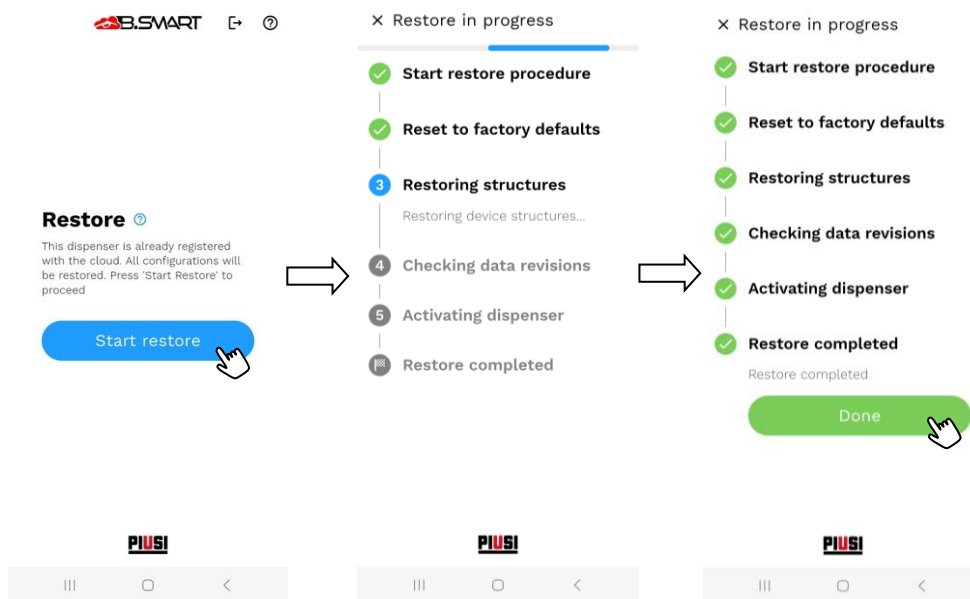 B.SMART
Restore
This dispenser is already registered
with the cloud. All configurations will
be restored. Press 'Start Restore' to
proceed
Start restore
PIUSI
Restore in progress
Start restore procedure
Reset to factory defaults
3 Restoring structures
Restoring device structures...
4 Checking data revisions
5 Activating dispenser
Restore completed
PIUSI
Restore in progress
Start restore procedure
Reset to factory defaults
Restoring structures
Checking data revisions
Activating dispenser
Restore completed
Restore completed
Done
PIUSI